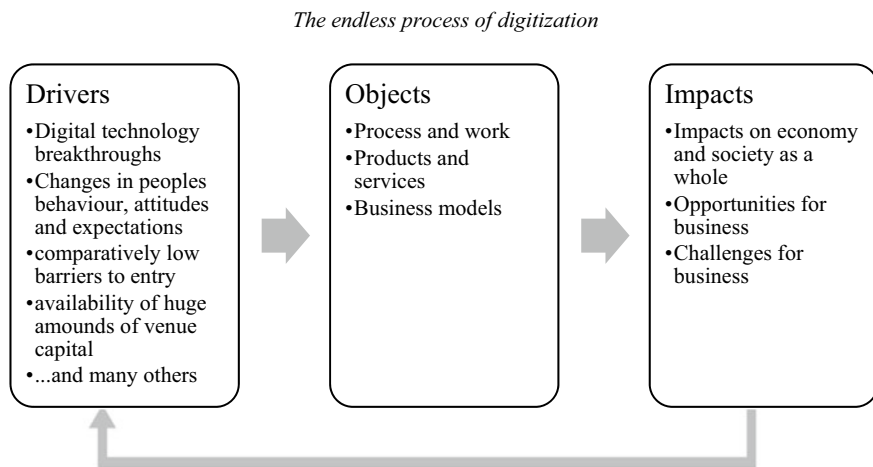 The endless process of digitization
Drivers
•Digital technology
breakthroughs
•Changes in peoples
behaviour, attitudes
and expectations
•comparatively low
barriers to entry
•availability of huge
amounts of venue
capital
•...and many others
Objects
•Process and work
•Products and
services
•Business models
Impacts
•Impacts on economy
and society as a
whole
•Opportunities for
business
•Challenges for
business